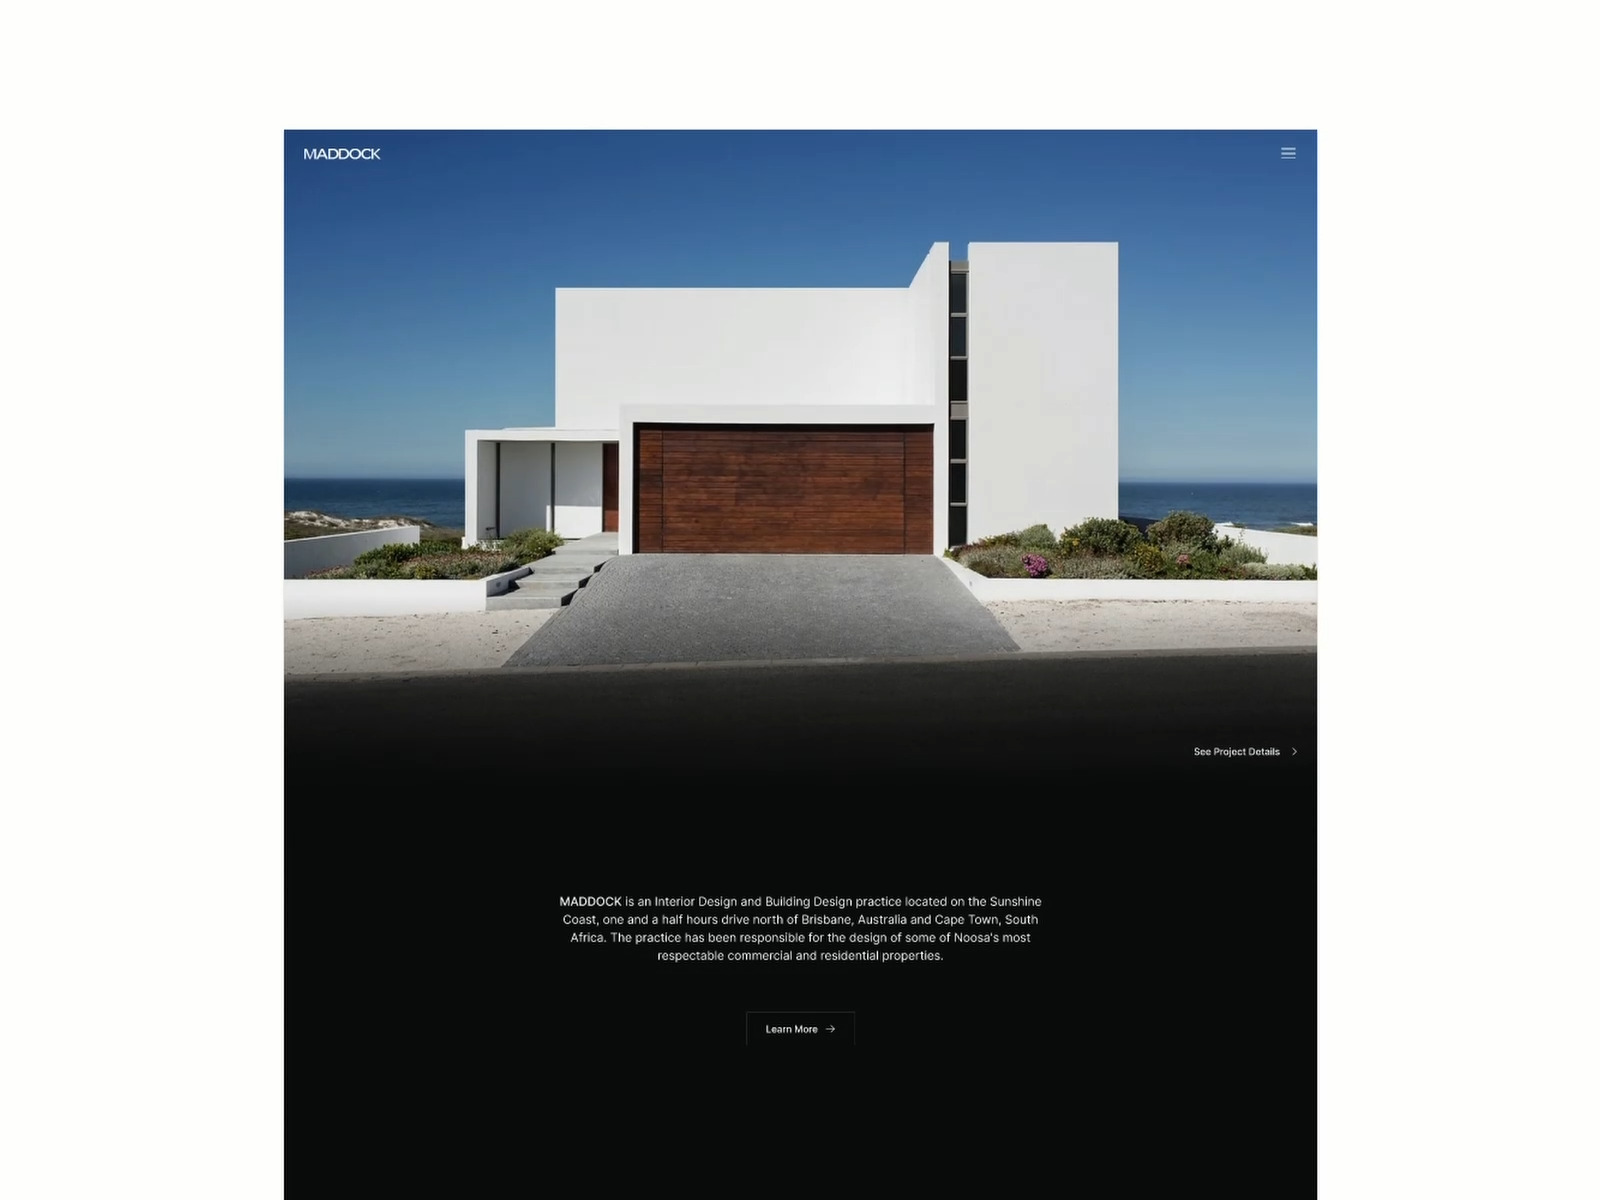 MADDOCK
See Project Details
MADDOCK is an Interior Design and Building Design practice located on the Sunshine
Coast, one and a half hours drive north of Brisbane, Australia and Cape Town, South
Africa. The practice has been responsible for the design of some of Noosa's most
respectable commercial and residential properties.
Learn More